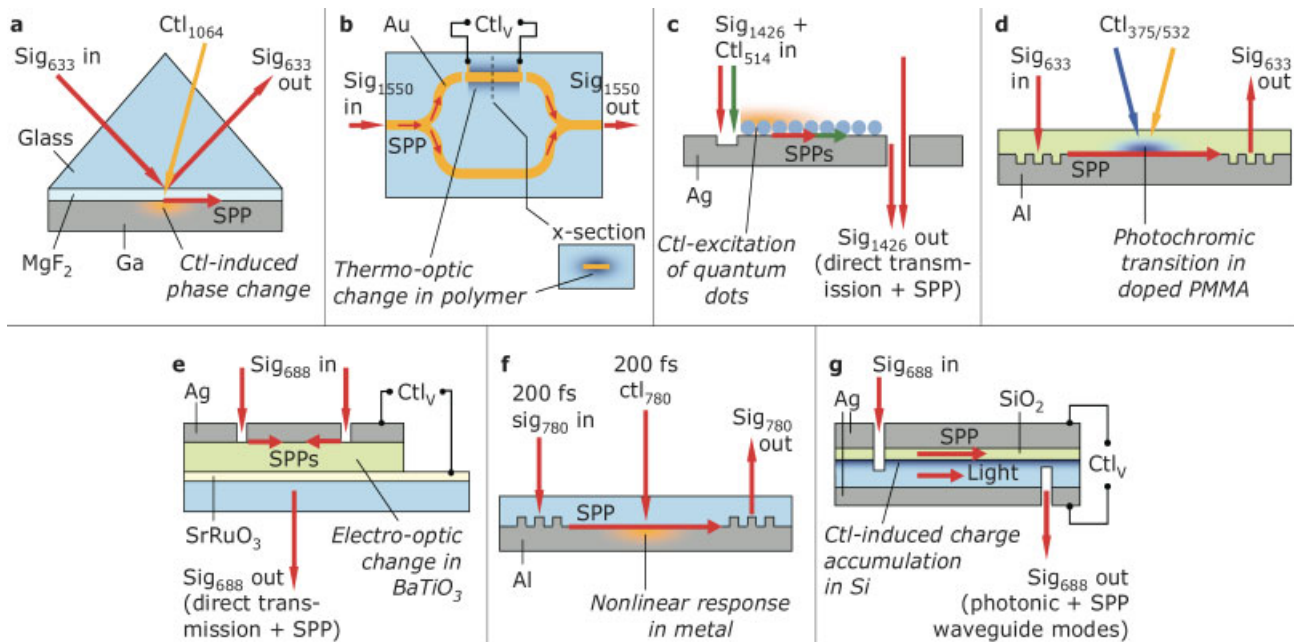 a
Ctl₁₀₆₄
Sig₆₃₃ in
Sig₆₃₃
out
Glass
SPP
MgF₂
Ga
Ctl-induced
phase change
b
Au
Ctlᵥ
Sig₁₅₅₀
in
Sig₁₅₅₀
out
SPP
x-section
Thermo-optic
change in polymer
c
Sig₁₄₂₆ +
Ctl₅₁₄ in
SPPs
Ag
Ctl-excitation
of quantum
dots
Sig₁₄₂₆ out
(direct transm-
ission + SPP)
d
Ctl₃₇₅/₅₃₂
Sig₆₃₃
in
Sig₆₃₃
out
SPP
Al
Photochromic
transition in
doped PMMA
e
Sig₆₈₈ in
Ag
Ctlᵥ
SPPs
SrRuO₃
Electro-optic
change in
BaTiO₃
Sig₆₈₈ out
(direct trans-
mission + SPP)
f
200 fs
sig₇₈₀ in
200 fs
ctl₇₈₀
Sig₇₈₀
out
SPP
Al
Nonlinear response
in metal
g
Sig₆₈₈ in
Ag
SiO₂
SPP
Light
Ctlᵥ
Ctl-induced charge
accumulation
in Si
Sig₆₈₈ out
(photonic + SPP
waveguide modes)